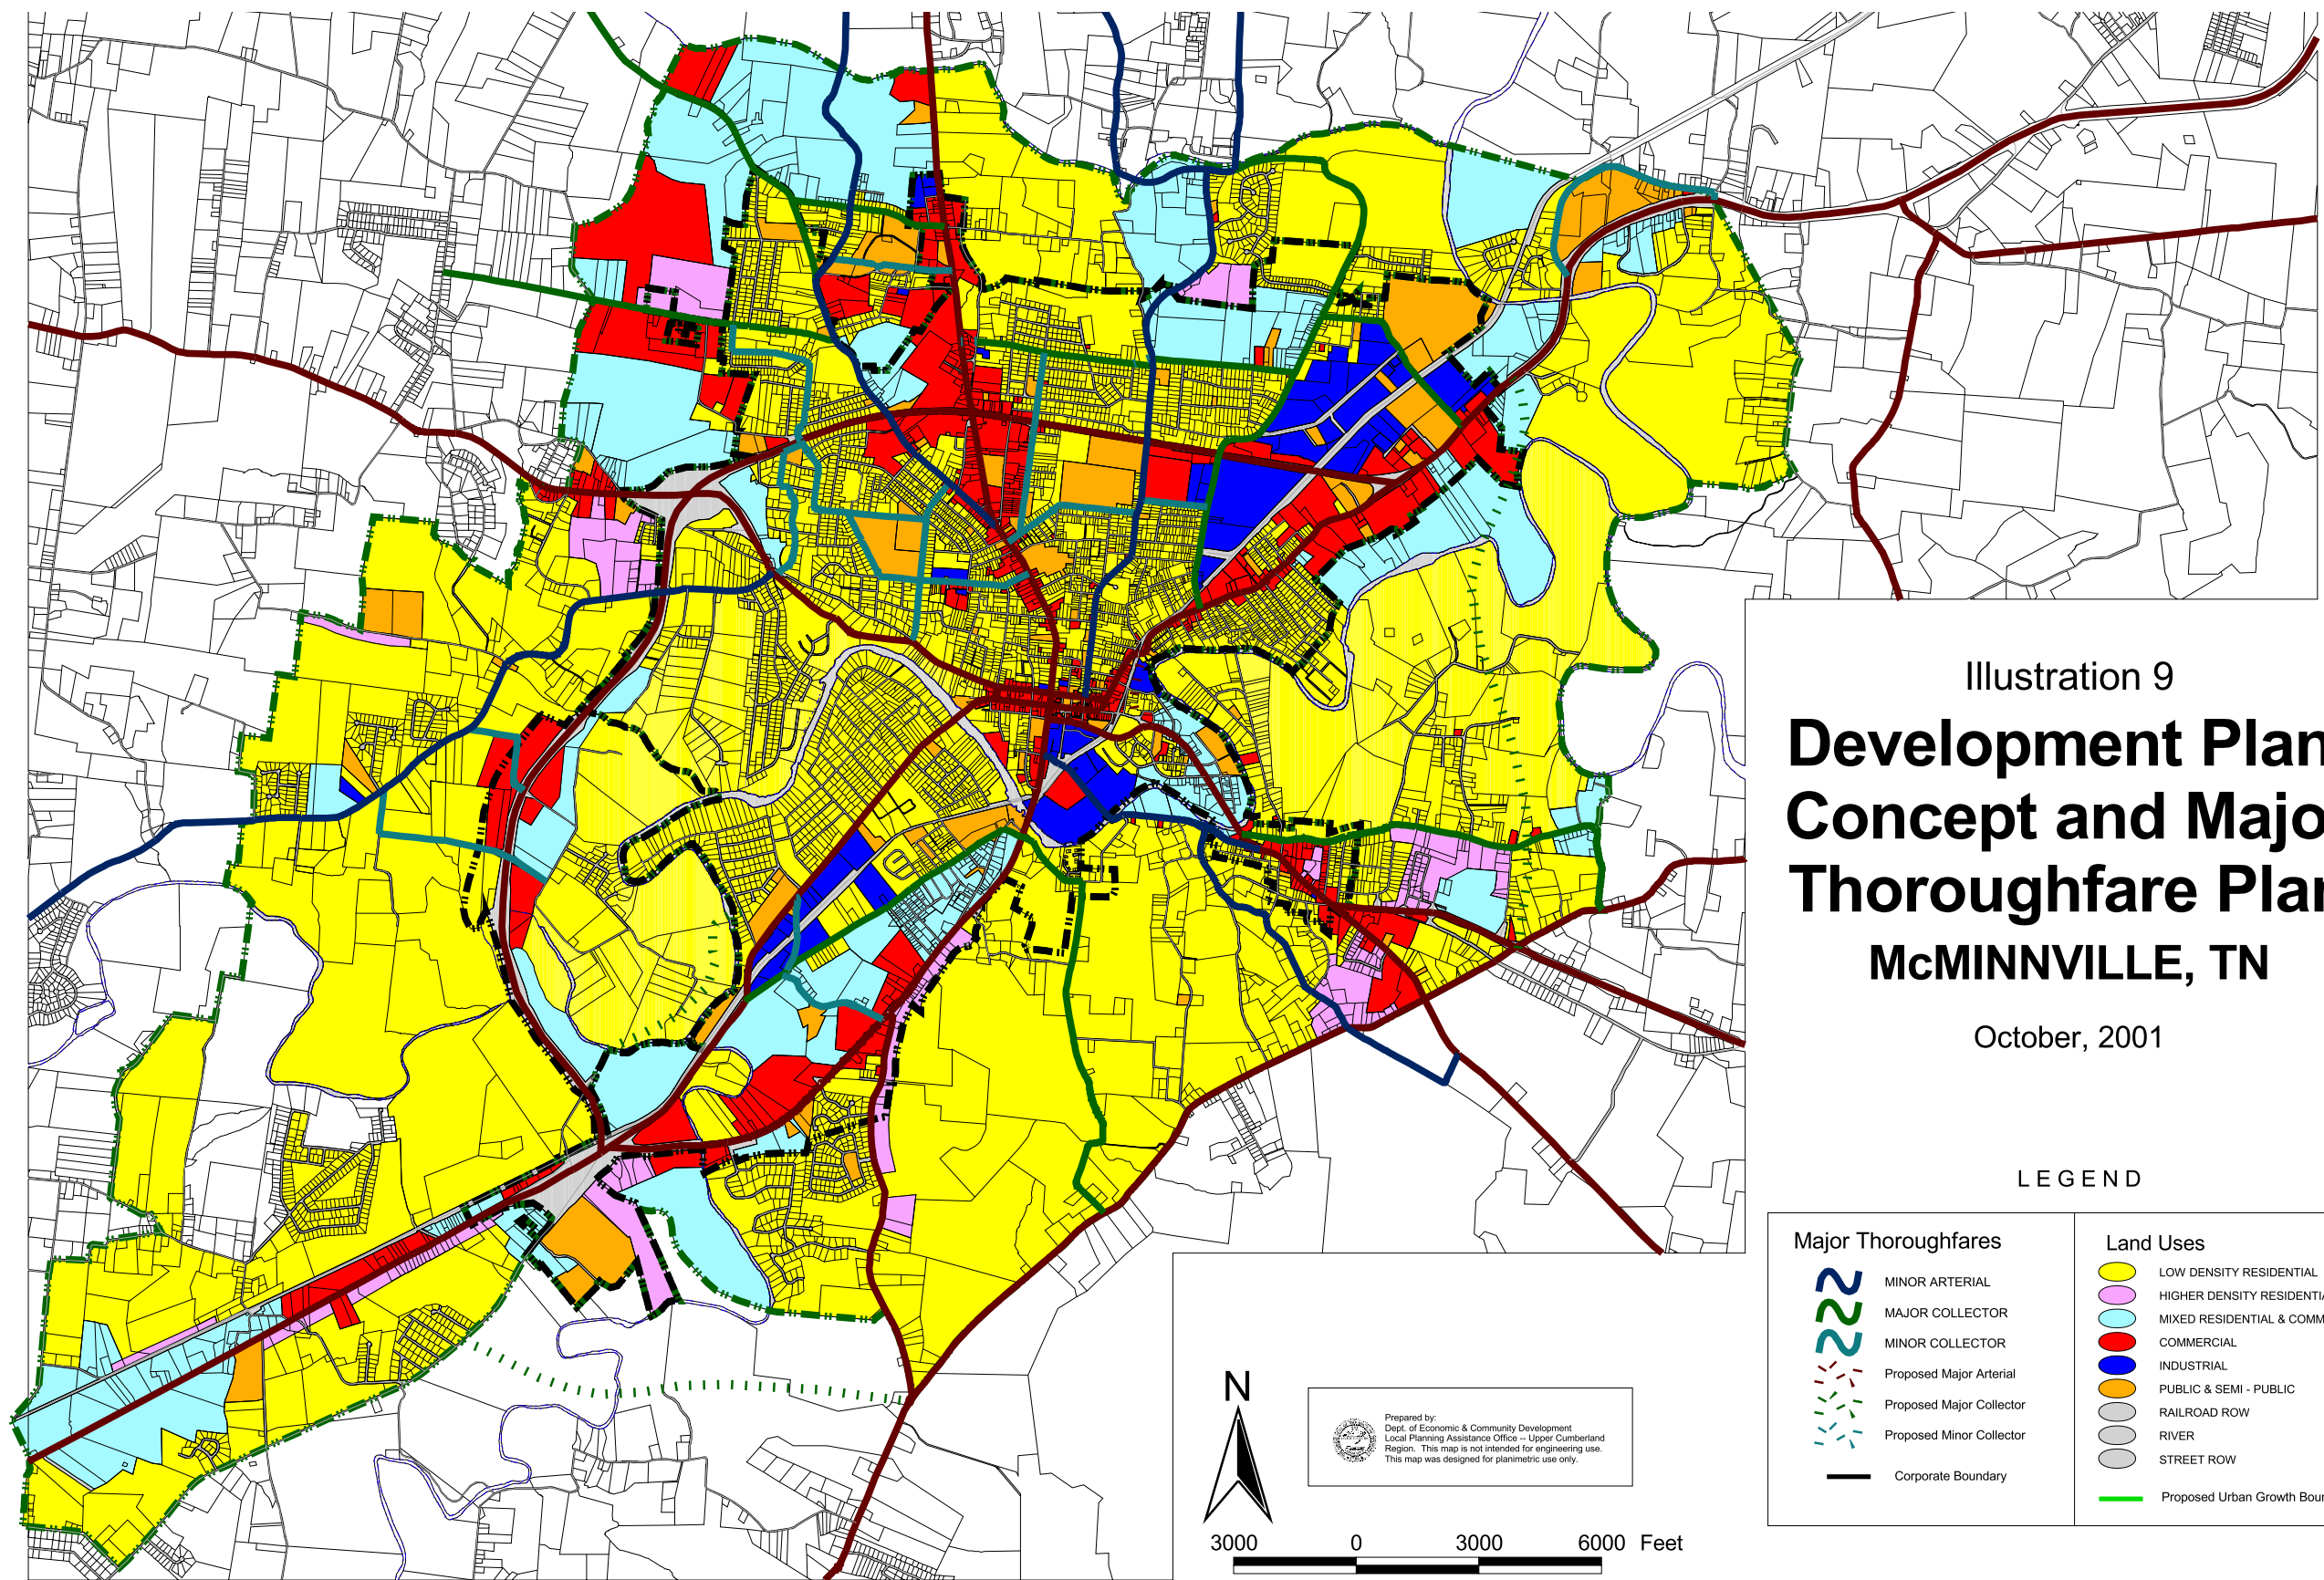 Illustration 9
Development Plan
Concept and Majo
Thoroughfare Plan
McMINNVILLE, TN
October, 2001
LEGEND
Major Thoroughfares
MINOR ARTERIAL
MAJOR COLLECTOR
MINOR COLLECTOR
Proposed Major Arterial
Proposed Major Collector
Proposed Minor Collector
Corporate Boundary
Land Uses
LOW DENSITY RESIDENTIAL
HIGHER DENSITY RESIDENTIA
MIXED RESIDENTIAL & COMM
COMMERCIAL
INDUSTRIAL
PUBLIC & SEMI - PUBLIC
RAILROAD ROW
RIVER
STREET ROW
Proposed Urban Growth Boun
N
Prepared by:
Dept. of Economic & Community Development
Local Planning Assistance Office -- Upper Cumberland
Region. This map is not intended for engineering use.
This map was designed for planimetric use only.
3000 0 3000 6000 Feet